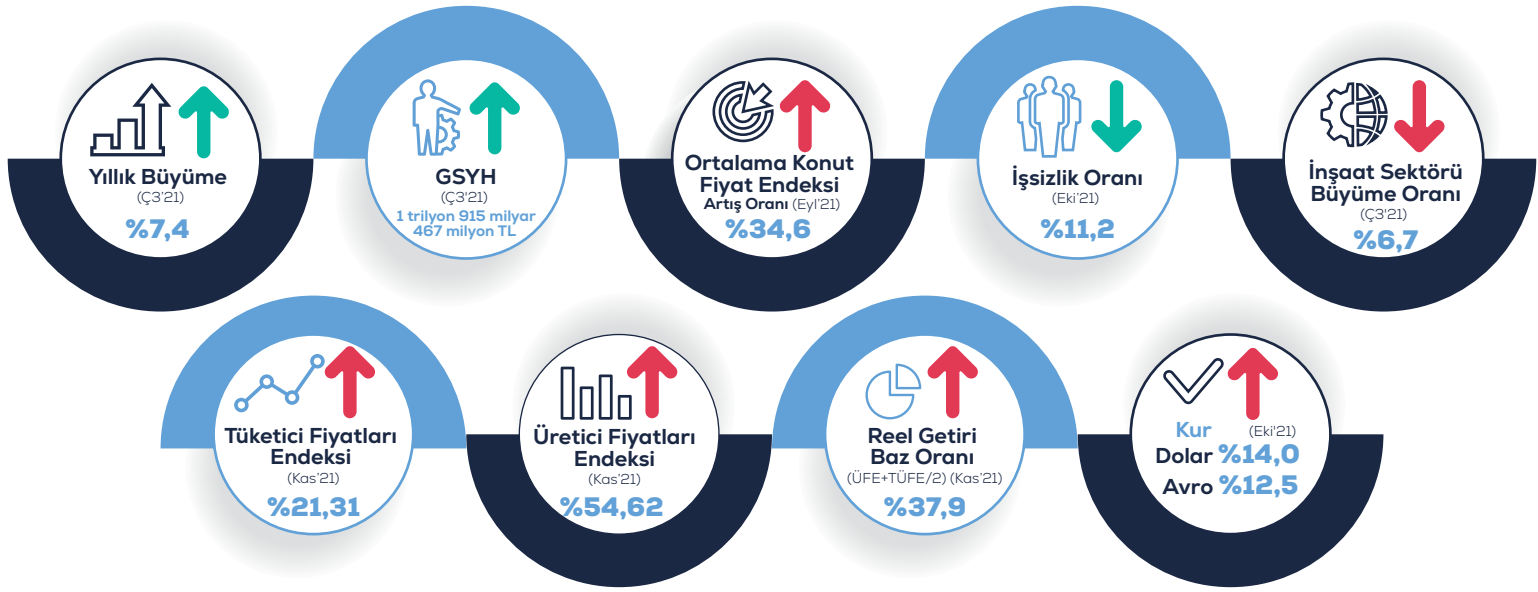 Yıllık Büyüme
(Ç3'21)
%7,4
GSYH
(Ç3'21)
1 trilyon 915 milyar
467 milyon TL
Ortalama Konut
Fiyat Endeksi
Artış Oranı (Eyl'21)
%34,6
İşsizlik Oranı
(Eki'21)
%11,2
İnşaat Sektörü
Büyüme Oranı
(Ç3'21)
%6,7
Tüketici Fiyatları
Endeksi
(Kas'21)
%21,31
Üretici Fiyatları
Endeksi
(Kas'21)
%54,62
Reel Getiri
Baz Oranı
(ÜFE+TÜFE/2) (Kas'21)
%37,9
Kur (Eki'21)
Dolar %14,0
Avro %12,5